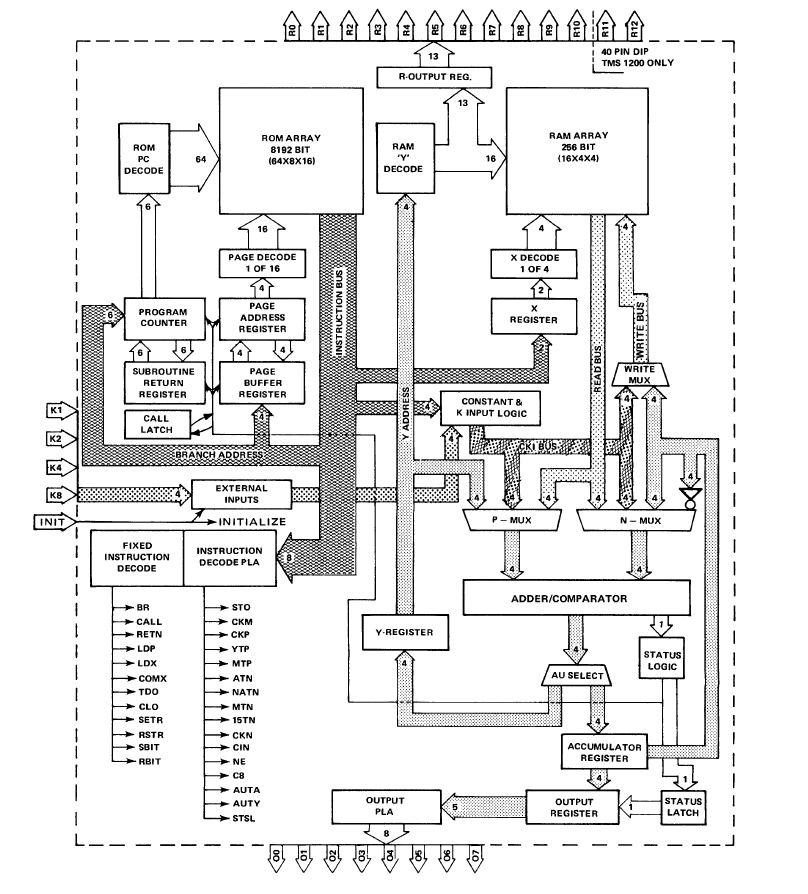 R0 R1 R2 R3 R4 R5 R6 R7 R8 R9 R10 R11 R12
40 PIN DIP
TMS 1200 ONLY
13
R-OUTPUT REG.
13
ROM
PC
DECODE
64
ROM ARRAY
8192 BIT
(64X8X16)
RAM
'Y'
DECODE
16
RAM ARRAY
256 BIT
(16X4X4)
6
16
4
4
4
PAGE DECODE
1 OF 16
X DECODE
1 OF 4
4
2
6
PROGRAM
COUNTER
PAGE
ADDRESS
REGISTER
INSTRUCTION BUS
X
REGISTER
WRITE BUS
6
6
4
4
2
READ BUS
SUBROUTINE
RETURN
REGISTER
PAGE
BUFFER
REGISTER
WRITE
MUX
K1
CALL
LATCH
4
Y ADDRESS
4
CONSTANT &
K INPUT LOGIC
4
4
K2
BRANCH ADDRESS
4
CKI BUS
K4
4
K8
4
EXTERNAL
INPUTS
4
4
4
4
4
4
INIT
INITIALIZE
P – MUX
N – MUX
FIXED
INSTRUCTION
DECODE
INSTRUCTION
DECODE PLA
8
4
4
ADDER/COMPARATOR
BR
CALL
RETN
LDP
LDX
COMX
TDO
CLO
SETR
RSTR
SBIT
RBIT
STO
CKM
CKP
YTP
MTP
ATN
NATN
MTN
15TN
CKN
CIN
NE
C8
AUTA
AUTY
STSL
Y-REGISTER
4
1
4
STATUS
LOGIC
AU SELECT
4
ACCUMULATOR
REGISTER
4
1
OUTPUT
PLA
5
OUTPUT
REGISTER
1
STATUS
LATCH
8
O0 O1 O2 O3 O4 O5 O6 O7